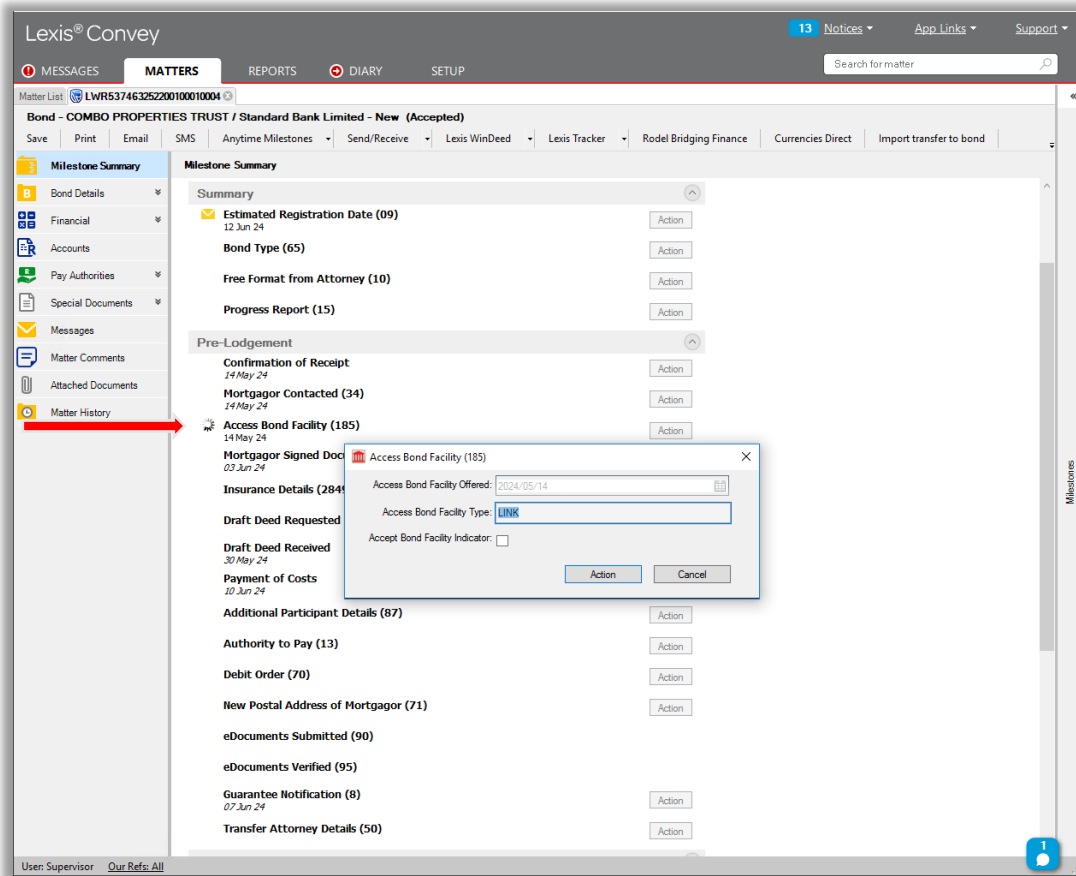 Lexis® Convey
13 Notices App Links Support
MESSAGES MATTERS REPORTS DIARY SETUP
Search for matter
Matter List LWR537463252200100010004
Bond - COMBO PROPERTIES TRUST / Standard Bank Limited - New (Accepted)
Save Print Email SMS Anytime Milestones Send/Receive Lexis WinDeed Lexis Tracker Rodel Bridging Finance Currencies Direct Import transfer to bond
Milestone Summary
Bond Details
Financial
Accounts
Pay Authorities
Special Documents
Messages
Matter Comments
Attached Documents
Matter History
Milestone Summary
Summary
Estimated Registration Date (09) Action
12 Jun 24
Bond Type (65) Action
Free Format from Attorney (10) Action
Progress Report (15) Action
Pre-Lodgement
Confirmation of Receipt Action
14 May 24
Mortgagor Contacted (34) Action
14 May 24
Access Bond Facility (185) Action
14 May 24
Mortgagor Signed Doc
03 Jun 24
Insurance Details (2849
Draft Deed Requested
Draft Deed Received
30 May 24
Payment of Costs
10 Jun 24
Access Bond Facility (185)
Access Bond Facility Offered: 2024/05/14
Access Bond Facility Type: LINK
Accept Bond Facility Indicator:
Action Cancel
Additional Participant Details (87) Action
Authority to Pay (13) Action
Debit Order (70) Action
New Postal Address of Mortgagor (71) Action
eDocuments Submitted (90)
eDocuments Verified (95)
Guarantee Notification (8) Action
07 Jun 24
Transfer Attorney Details (50) Action
Milestones
User: Supervisor Our Refs: All
1